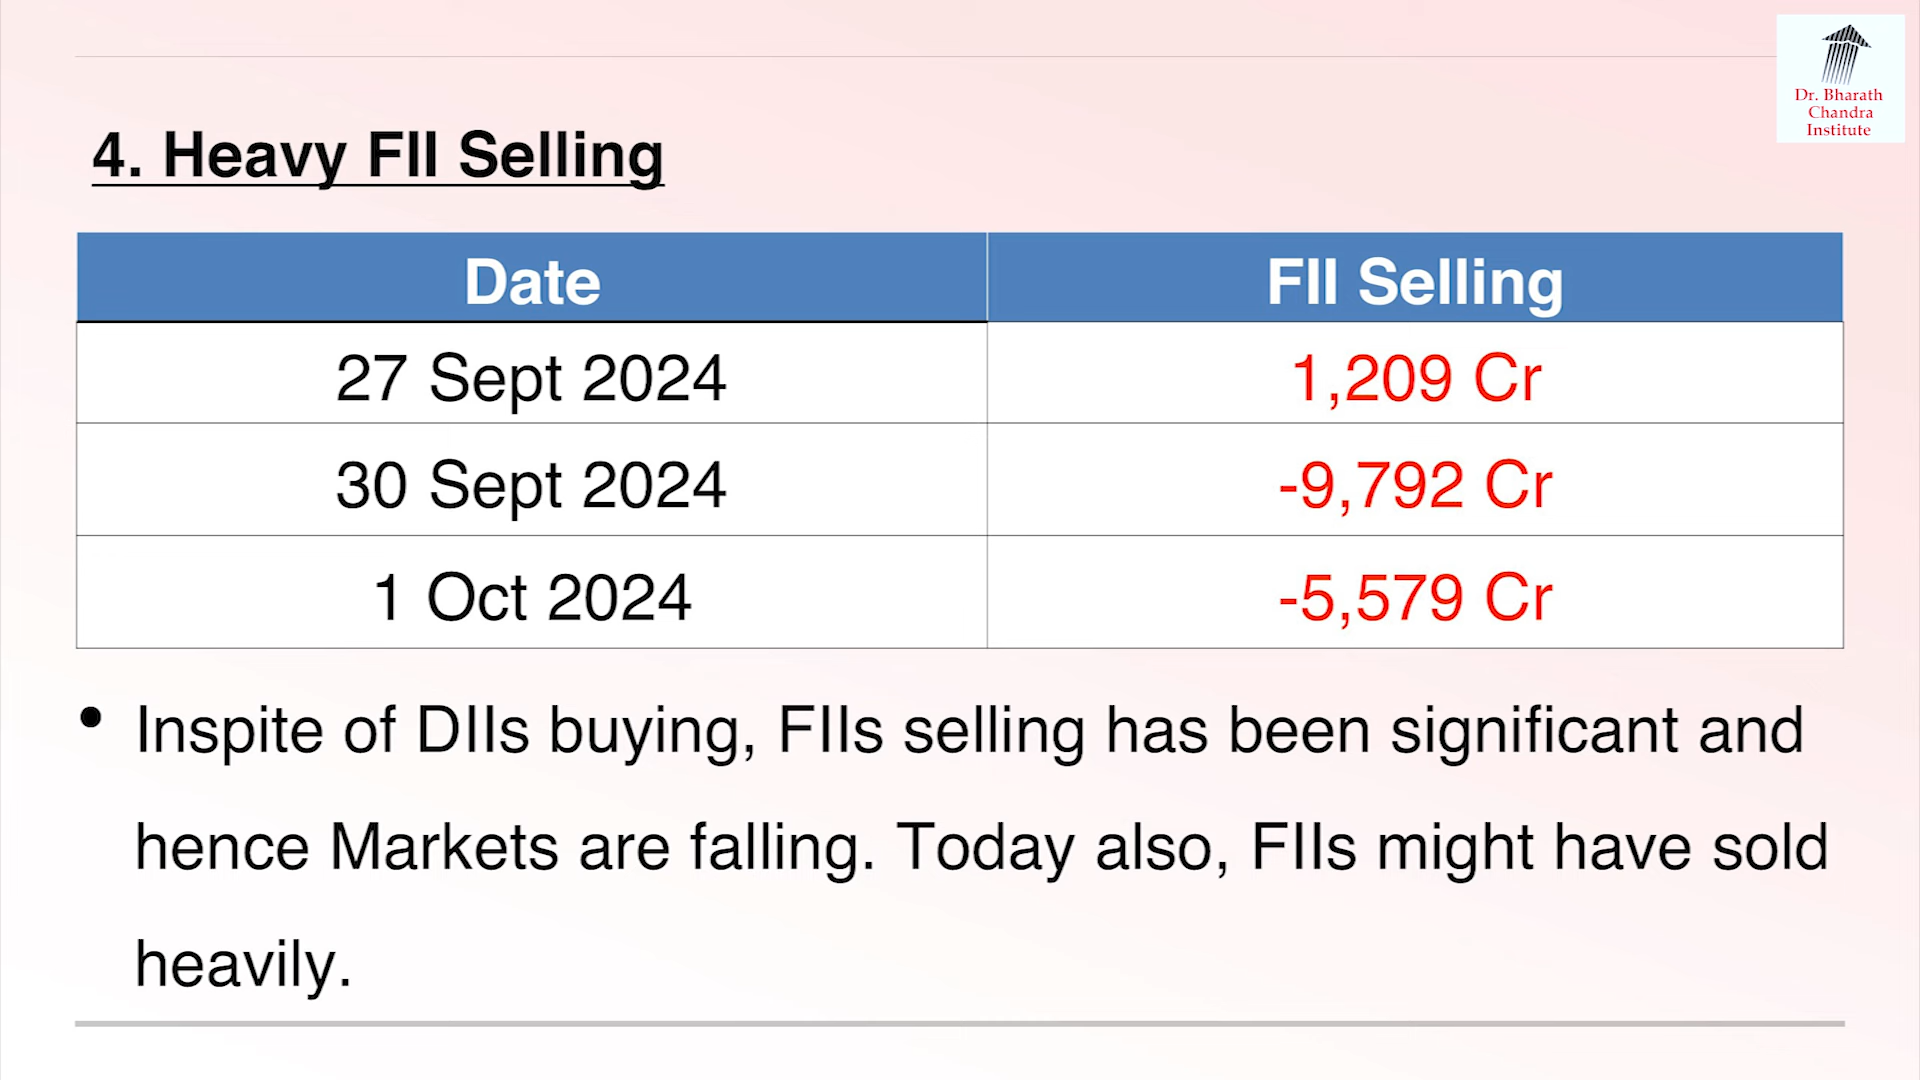 Dr. Bharath
Chandra
Institute
4. Heavy FII Selling
Date FII Selling
27 Sept 2024 1,209 Cr
30 Sept 2024 -9,792 Cr
1 Oct 2024 -5,579 Cr
• Inspite of DIIs buying, FIIs selling has been significant and
hence Markets are falling. Today also, FIIs might have sold
heavily.